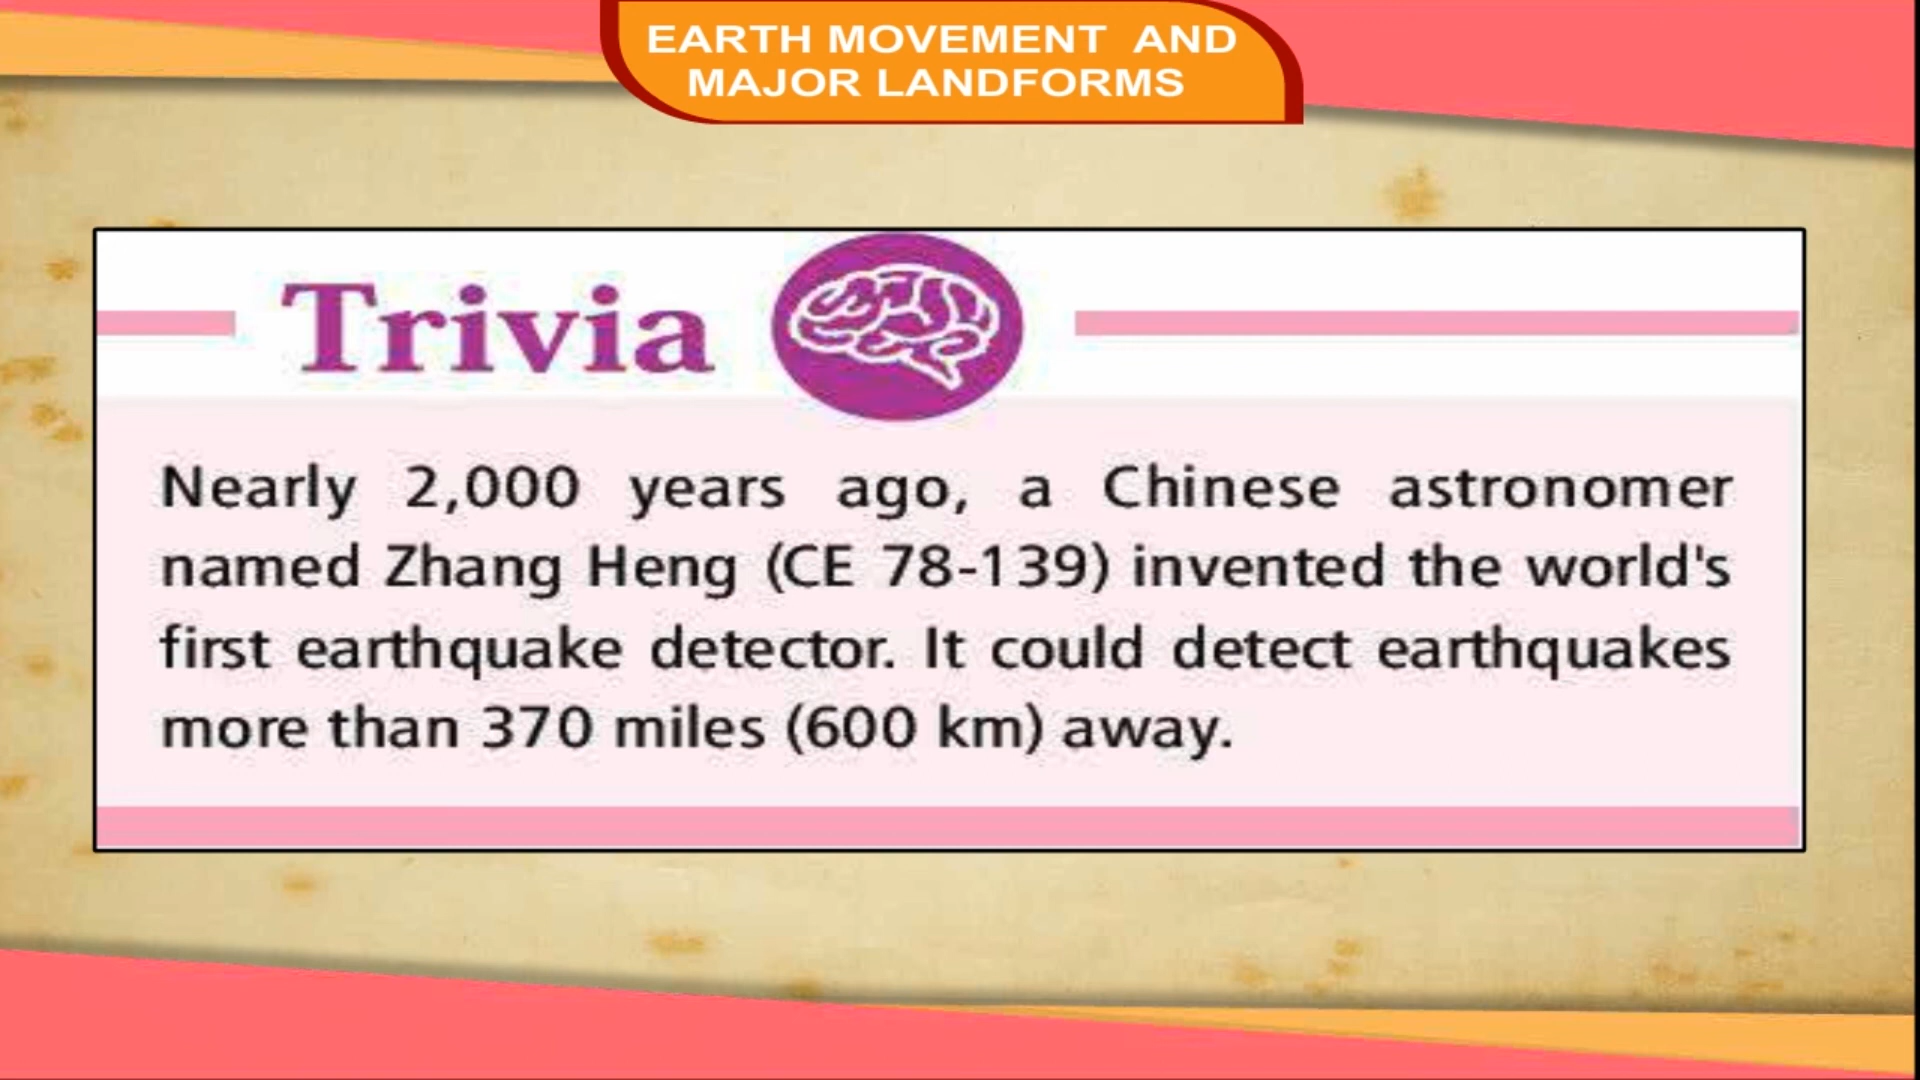 EARTH MOVEMENT AND
MAJOR LANDFORMS
Trivia
Nearly 2,000 years ago, a Chinese astronomer
named Zhang Heng (CE 78-139) invented the world's
first earthquake detector. It could detect earthquakes
more than 370 miles (600 km) away.